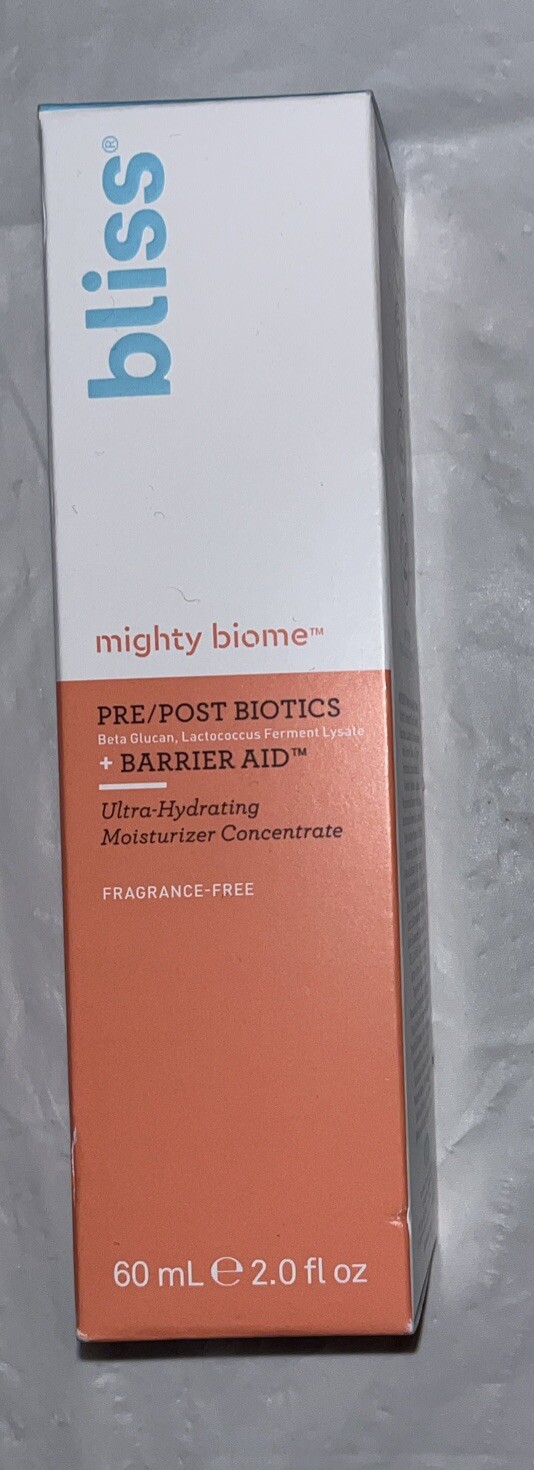 bliss®
mighty biome™
PRE/POST BIOTICS
Beta Glucan, Lactococcus Ferment Lysate
+ BARRIER AID™
Ultra-Hydrating
Moisturizer Concentrate
FRAGRANCE-FREE
60 mL ℮ 2.0 fl oz